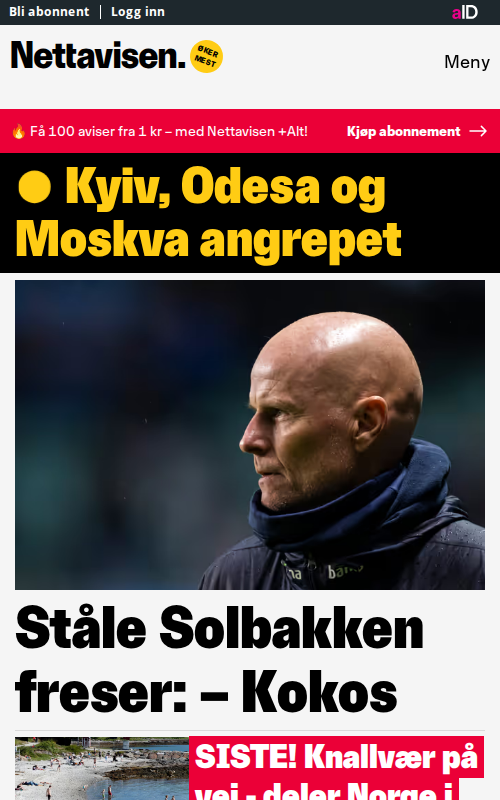 Bli abonnent | Logg inn
aID
Nettavisen.
ØKER
MEST
Meny
🔥 Få 100 aviser fra 1 kr – med Nettavisen +Alt!
Kjøp abonnement →
Kyiv, Odesa og
Moskva angrepet
Ståle Solbakken
freser: – Kokos
SISTE! Knallvær på
vei - deler Norge i